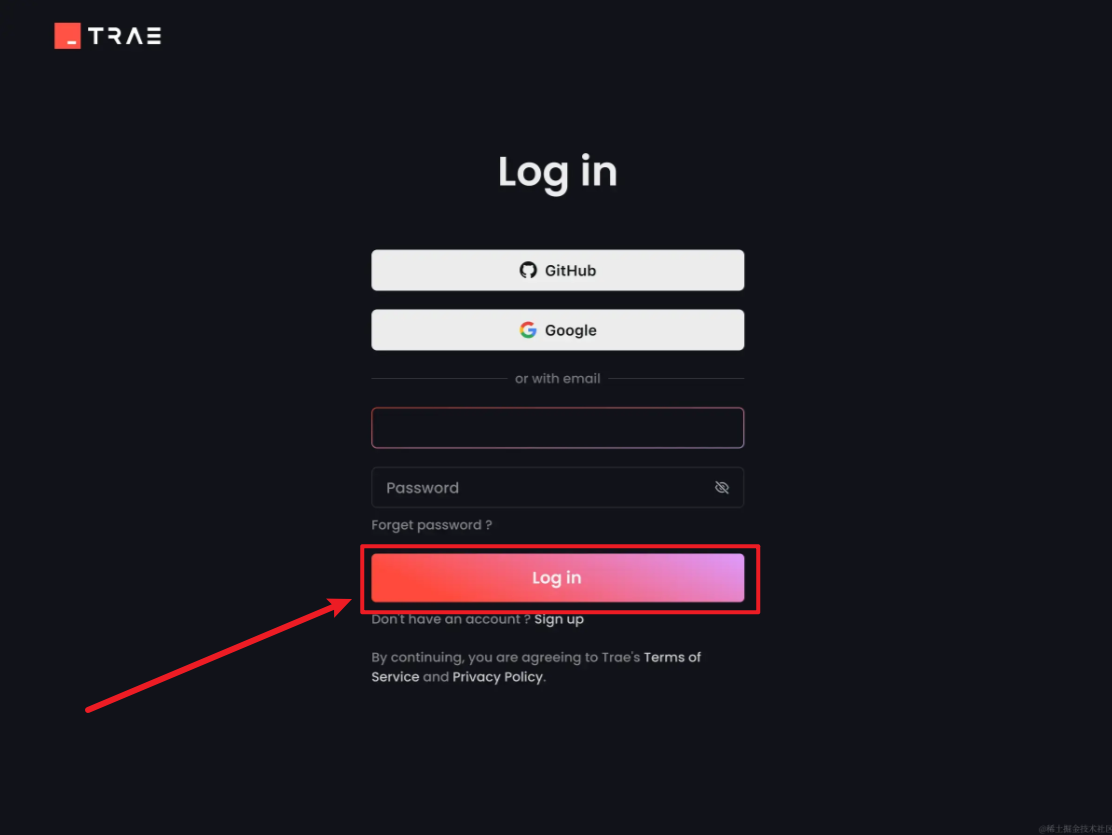 TRAE
Log in
GitHub
Google
or with email
Password
Forget password ?
Log in
Don't have an account ? Sign up
By continuing, you are agreeing to Trae's Terms of
Service and Privacy Policy.
@稀土掘金技术社区